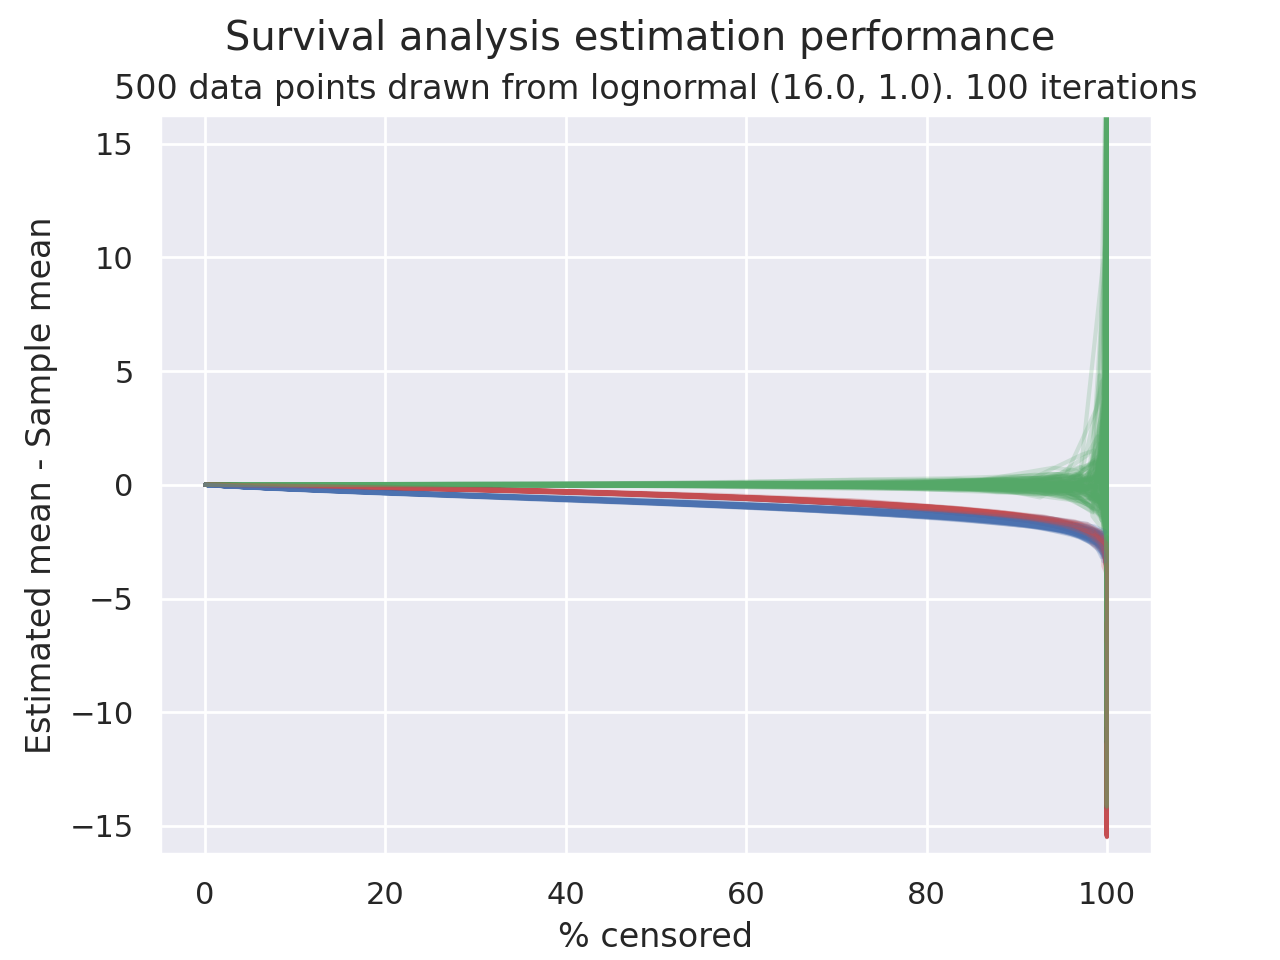 Survival analysis estimation performance
500 data points drawn from lognormal (16.0, 1.0). 100 iterations
15
10
5
0
−5
−10
−15
Estimated mean - Sample mean
0 20 40 60 80 100
% censored